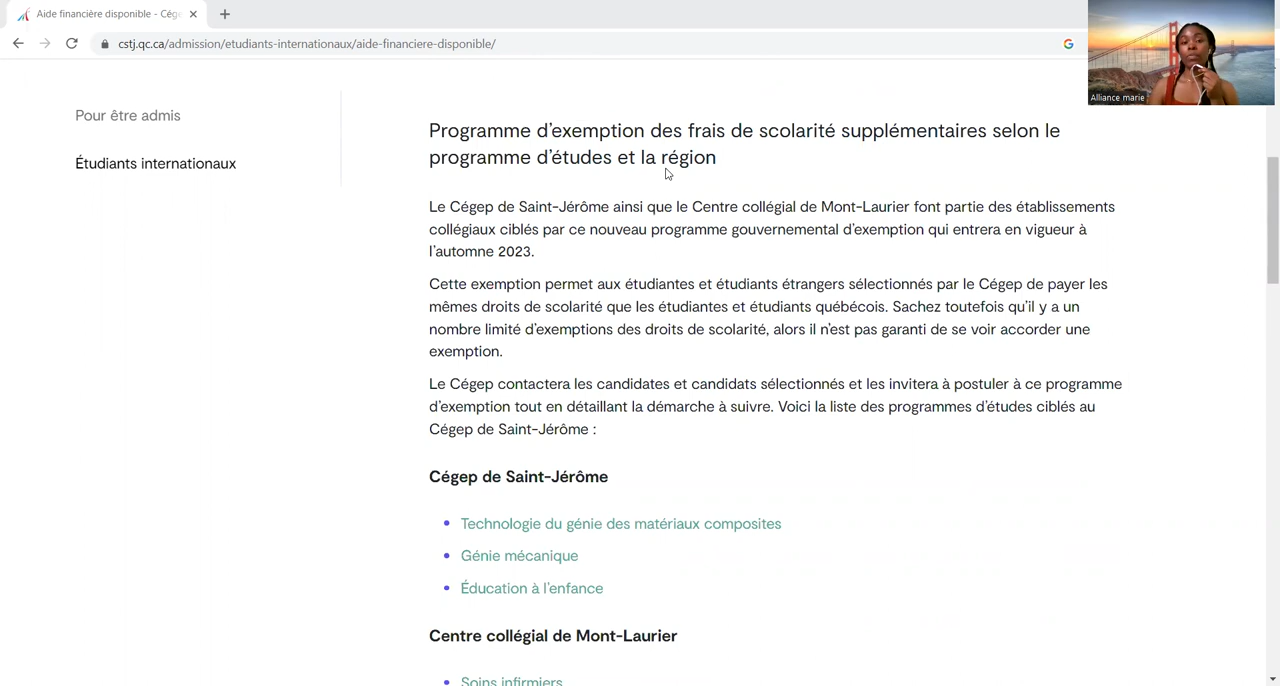 Aide financière disponible - Cég
cstj.qc.ca/admission/etudiants-internationaux/aide-financiere-disponible/
Alliance marie
Pour être admis
Étudiants internationaux
Programme d'exemption des frais de scolarité supplémentaires selon le
programme d'études et la région
Le Cégep de Saint-Jérôme ainsi que le Centre collégial de Mont-Laurier font partie des établissements
collégiaux ciblés par ce nouveau programme gouvernemental d'exemption qui entrera en vigueur à
l'automne 2023.
Cette exemption permet aux étudiantes et étudiants étrangers sélectionnés par le Cégep de payer les
mêmes droits de scolarité que les étudiantes et étudiants québécois. Sachez toutefois qu'il y a un
nombre limité d'exemptions des droits de scolarité, alors il n'est pas garanti de se voir accorder une
exemption.
Le Cégep contactera les candidates et candidats sélectionnés et les invitera à postuler à ce programme
d'exemption tout en détaillant la démarche à suivre. Voici la liste des programmes d'études ciblés au
Cégep de Saint-Jérôme :
Cégep de Saint-Jérôme
Technologie du génie des matériaux composites
Génie mécanique
Éducation à l'enfance
Centre collégial de Mont-Laurier
Soins infirmiers